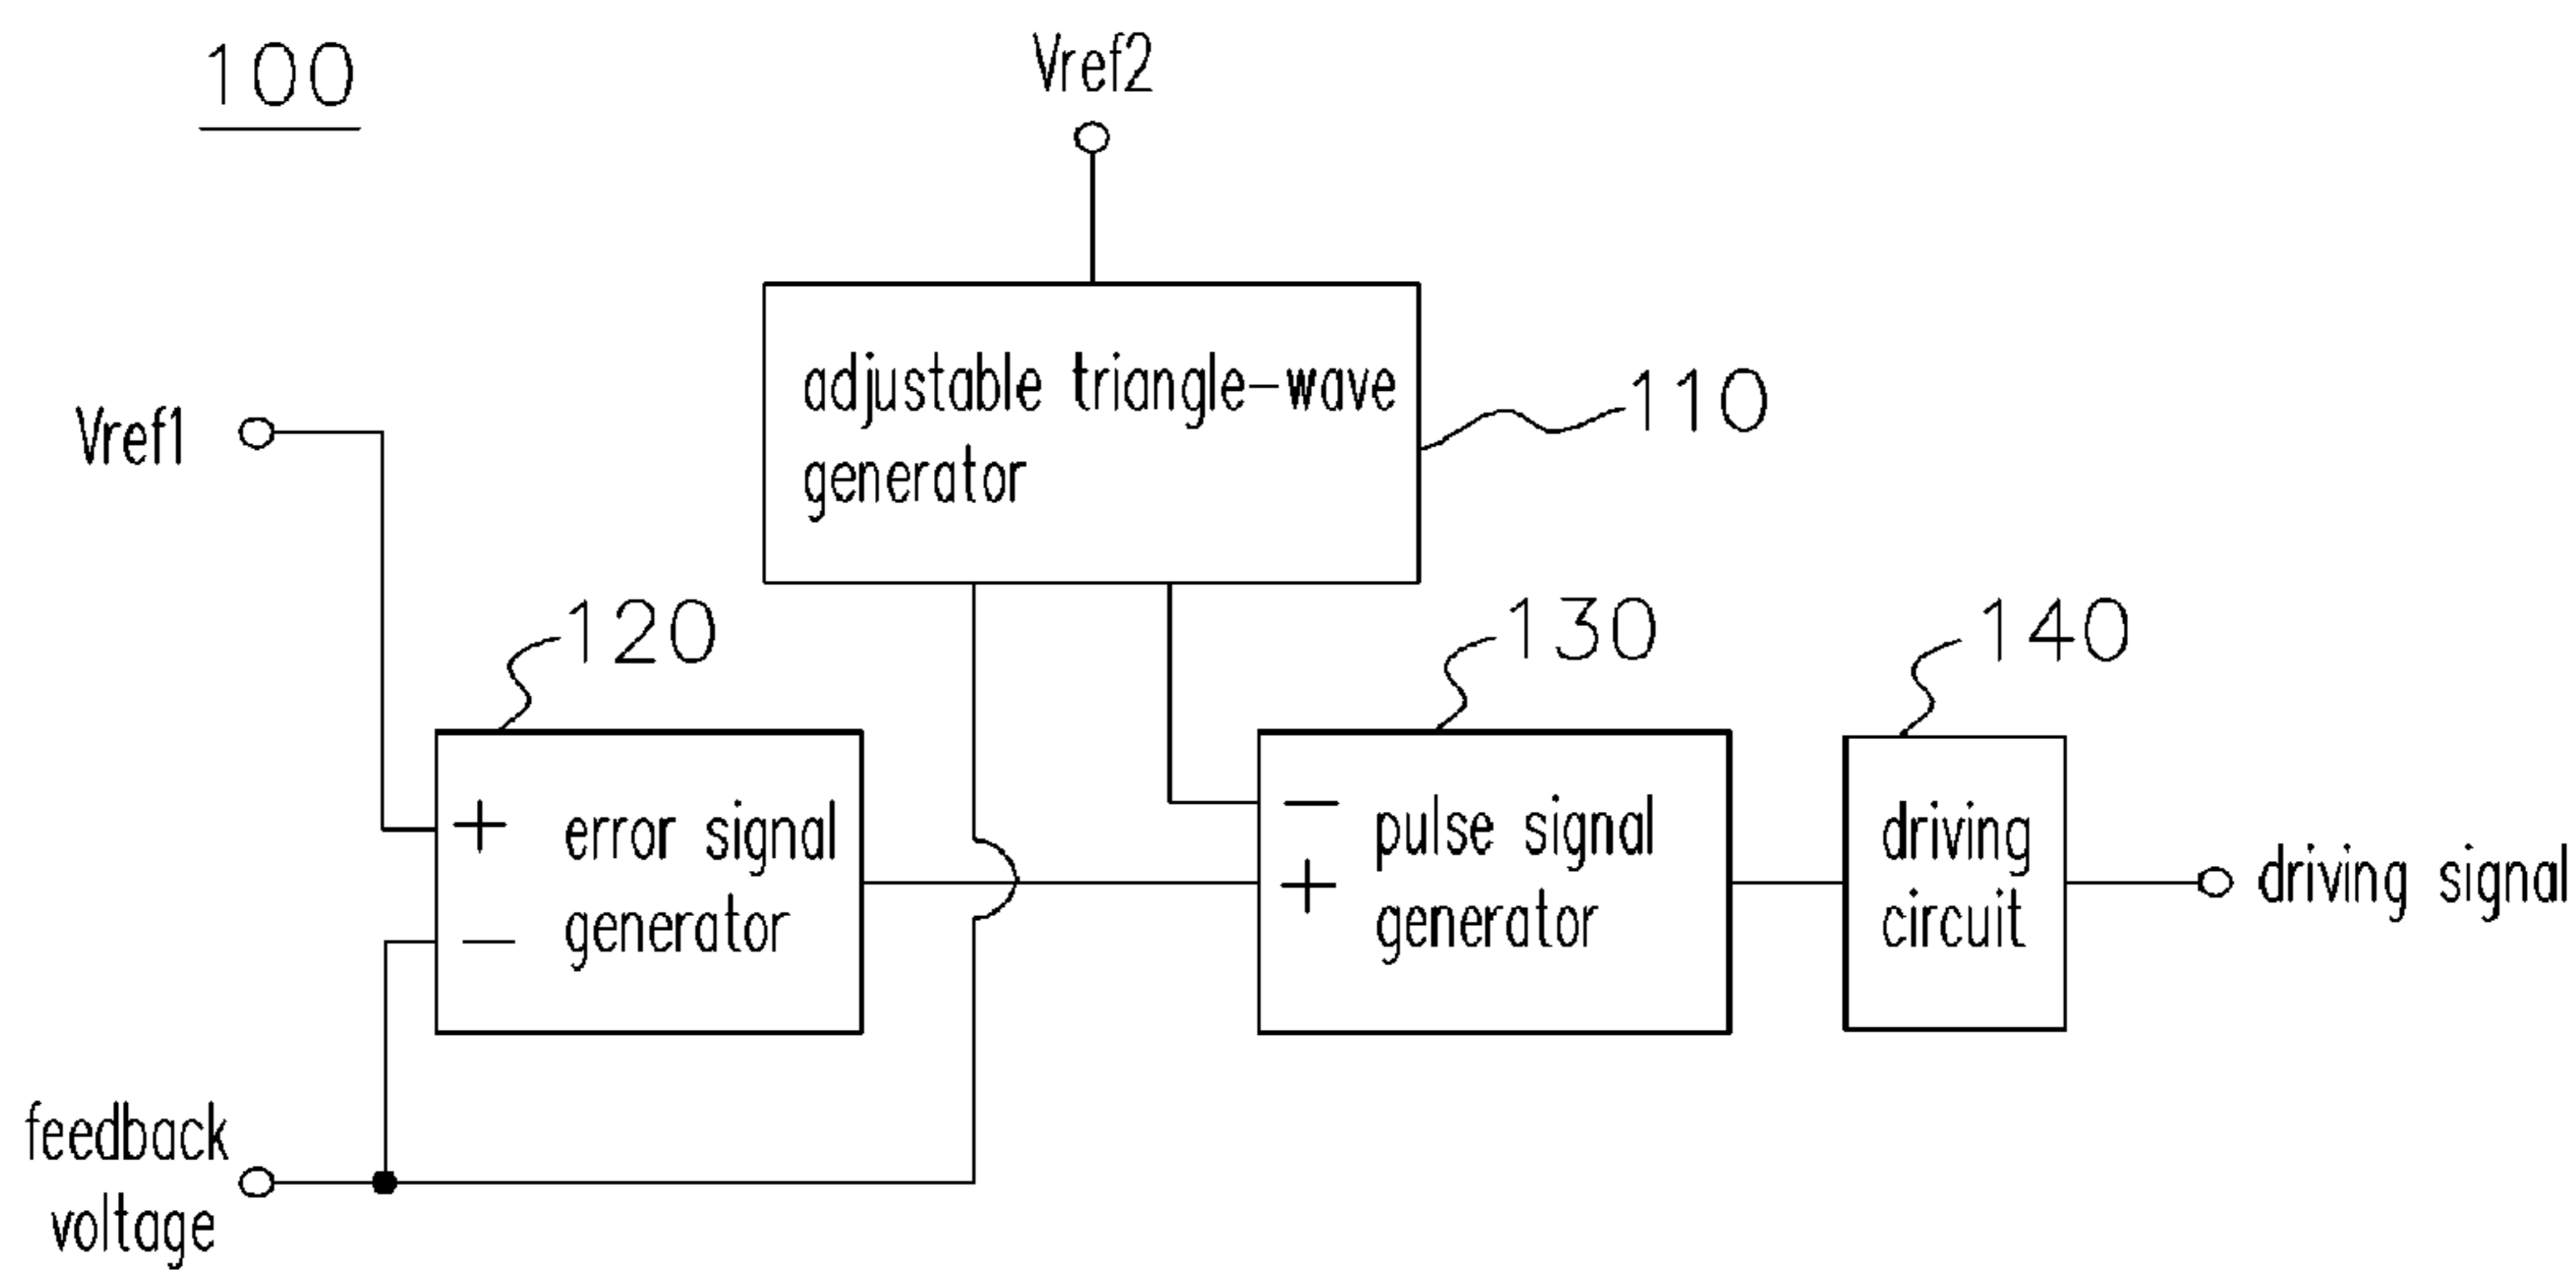 100
Vref2
adjustable triangle-wave
generator
110
Vref1
120
130
140
+ error signal
generator
−
− pulse signal
+ generator
driving
circuit
driving signal
feedback
voltage